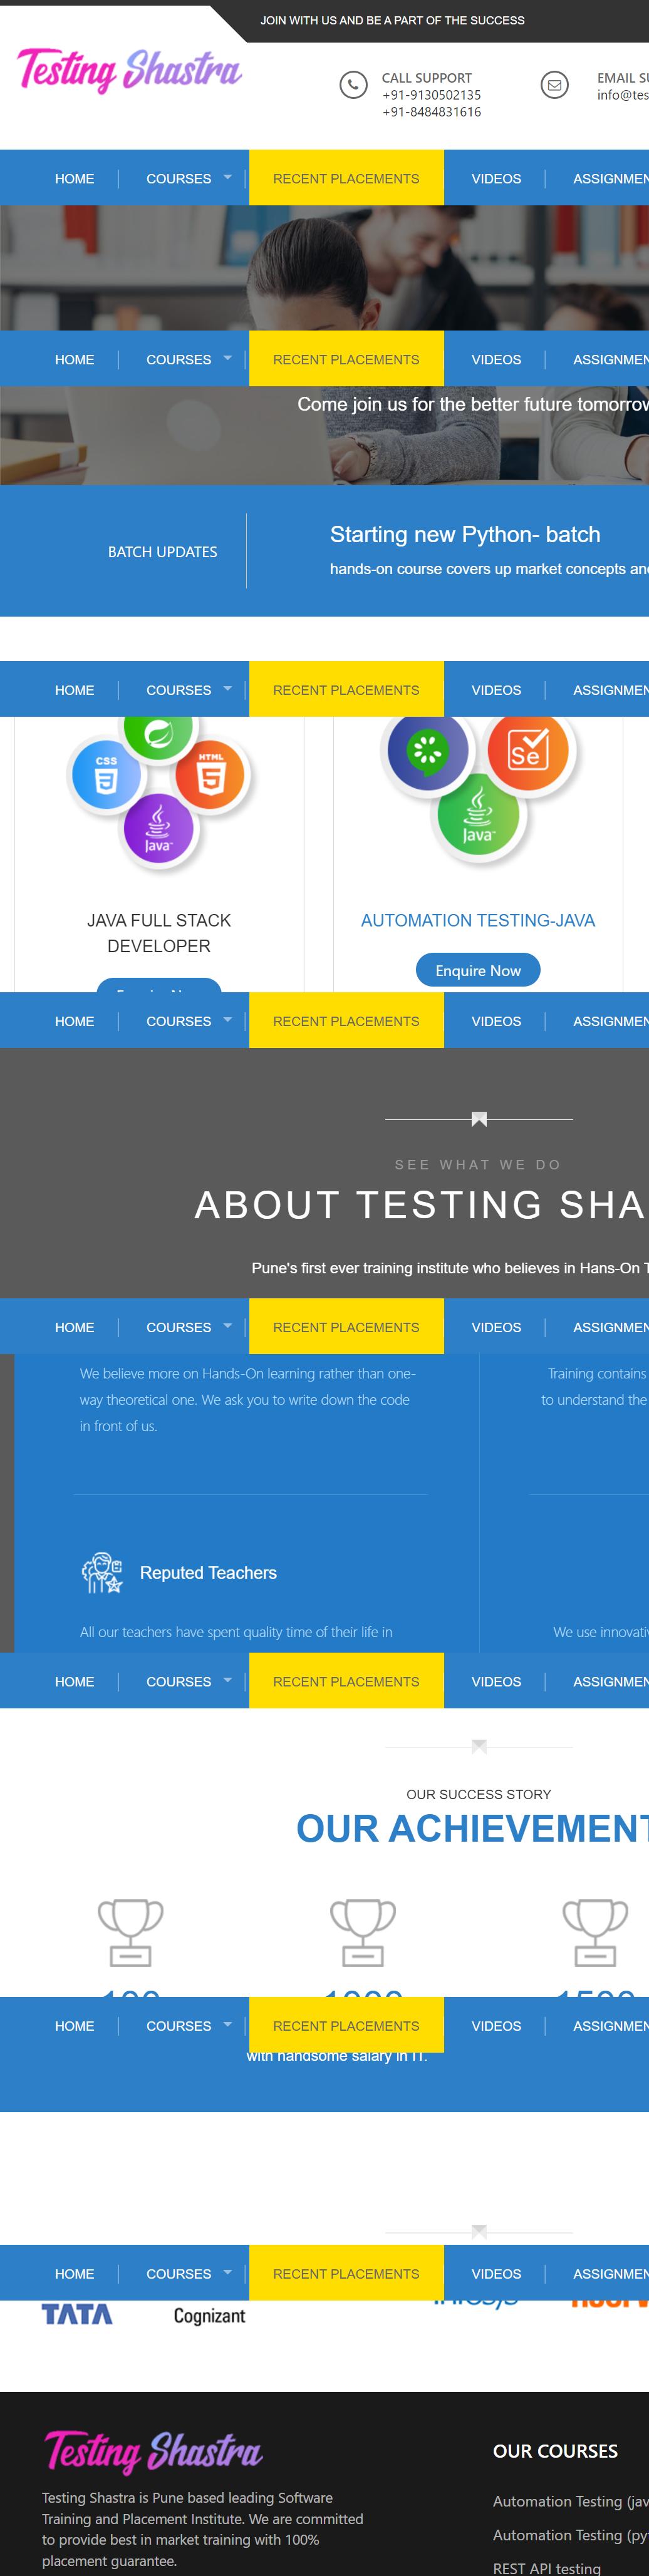 JOIN WITH US AND BE A PART OF THE SUCCESS
Testing Shastra
CALL SUPPORT
+91-9130502135
+91-8484831616
EMAIL SU
info@tes
HOME COURSES RECENT PLACEMENTS VIDEOS ASSIGNMEN
HOME COURSES RECENT PLACEMENTS VIDEOS ASSIGNMEN
Come join us for the better future tomorrow
BATCH UPDATES
Starting new Python- batch
hands-on course covers up market concepts and
HOME COURSES RECENT PLACEMENTS VIDEOS ASSIGNMEN
CSS
HTML
Java
Se
Java
JAVA FULL STACK
DEVELOPER
AUTOMATION TESTING-JAVA
Enquire Now
HOME COURSES RECENT PLACEMENTS VIDEOS ASSIGNMEN
SEE WHAT WE DO
ABOUT TESTING SHA
Pune's first ever training institute who believes in Hans-On T
HOME COURSES RECENT PLACEMENTS VIDEOS ASSIGNMEN
We believe more on Hands-On learning rather than one-
way theoretical one. We ask you to write down the code
in front of us.
Training contains
to understand the
Reputed Teachers
All our teachers have spent quality time of their life in
We use innovativ
HOME COURSES RECENT PLACEMENTS VIDEOS ASSIGNMEN
OUR SUCCESS STORY
OUR ACHIEVEMENT
HOME COURSES RECENT PLACEMENTS VIDEOS ASSIGNMEN
with handsome salary in IT.
HOME COURSES RECENT PLACEMENTS VIDEOS ASSIGNMEN
TATA
Cognizant
Infosys
Testing Shastra
Testing Shastra is Pune based leading Software
Training and Placement Institute. We are committed
to provide best in market training with 100%
placement guarantee.
OUR COURSES
Automation Testing (jav
Automation Testing (pyt
REST API testing